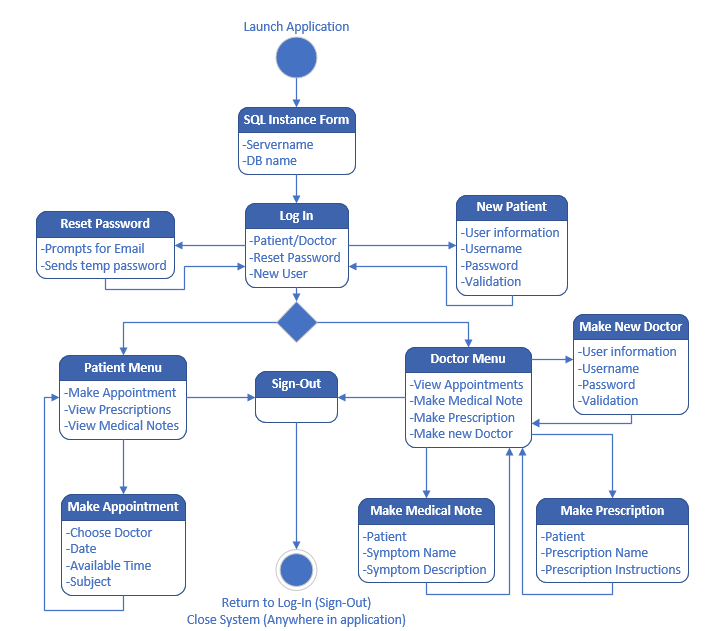 Launch Application
SQL Instance Form
-Servername
-DB name
Reset Password
-Prompts for Email
-Sends temp password
Log In
-Patient/Doctor
-Reset Password
-New User
New Patient
-User information
-Username
-Password
-Validation
Make New Doctor
-User information
-Username
-Password
-Validation
Patient Menu
-Make Appointment
-View Prescriptions
-View Medical Notes
Sign-Out
Doctor Menu
-View Appointments
-Make Medical Note
-Make Prescription
-Make new Doctor
Make Appointment
-Choose Doctor
-Date
-Available Time
-Subject
Make Medical Note
-Patient
-Symptom Name
-Symptom Description
Make Prescription
-Patient
-Prescription Name
-Prescription Instructions
Return to Log-In (Sign-Out)
Close System (Anywhere in application)